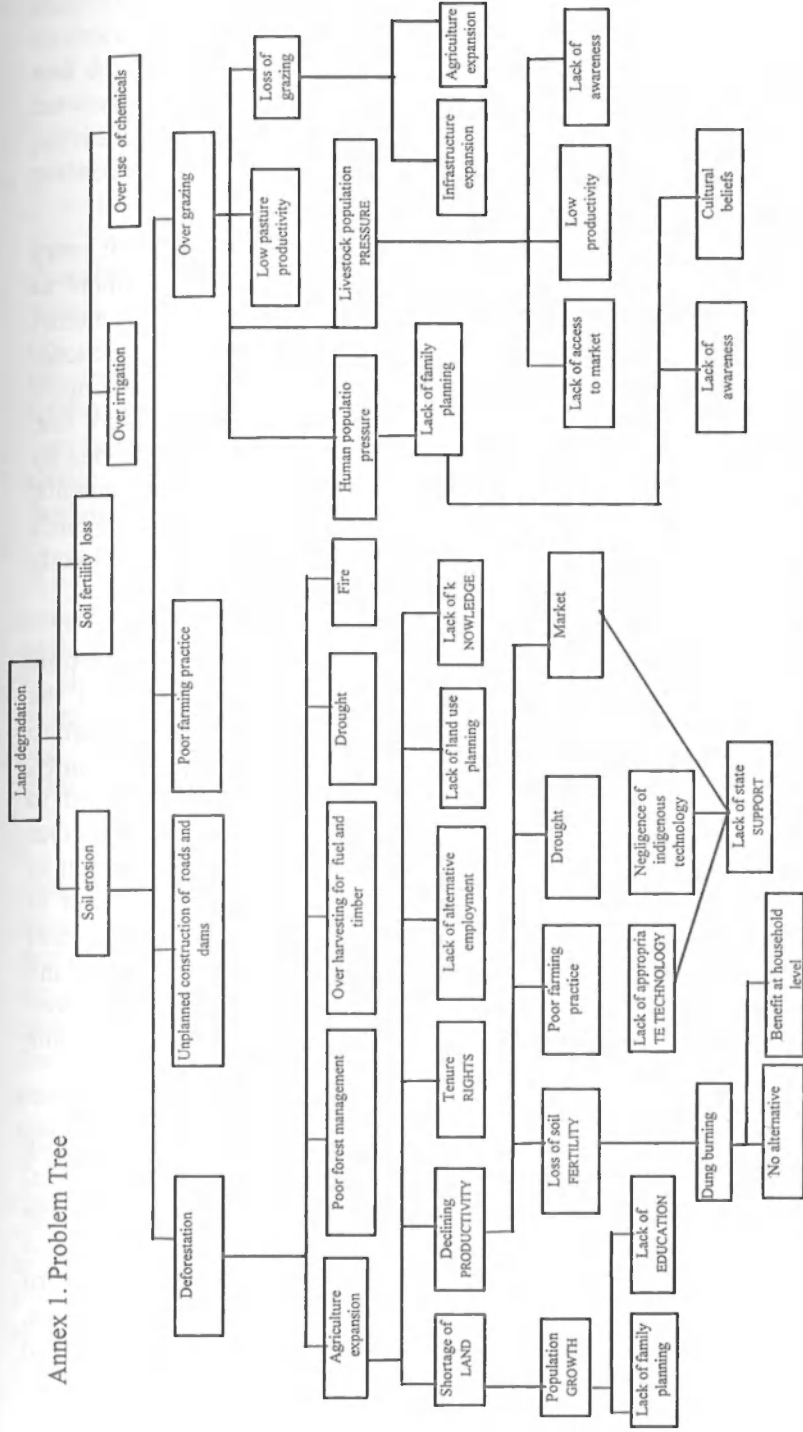 Annex 1. Problem Tree
Land degradation
Soil erosion
Soil fertility loss
Over irrigation
Over use of chemicals
Deforestation
Unplanned construction of roads and
dams
Poor farming practice
Over grazing
Low pasture
productivity
Loss of
grazing
Agriculture
expansion
Poor forest management
Over harvesting for fuel and
timber
Drought
Fire
Human populatio
pressure
Livestock population
PRESSURE
Infrastructure
expansion
Agriculture
expansion
Shortage of
LAND
Declining
PRODUCTIVITY
Tenure
RIGHTS
Lack of alternative
employment
Lack of land use
planning
Lack of k
NOWLEDGE
Lack of family
planning
Lack of access
to market
Low
productivity
Lack of
awareness
Population
GROWTH
Loss of soil
FERTILITY
Poor farming
practice
Drought
Market
Lack of family
planning
Lack of
EDUCATION
Lack of appropria
TE TECHNOLOGY
Negligence of
indigenous
technology
Lack of
awareness
Cultural
beliefs
Dung burning
Lack of state
SUPPORT
No alternative
Benefit at household
level